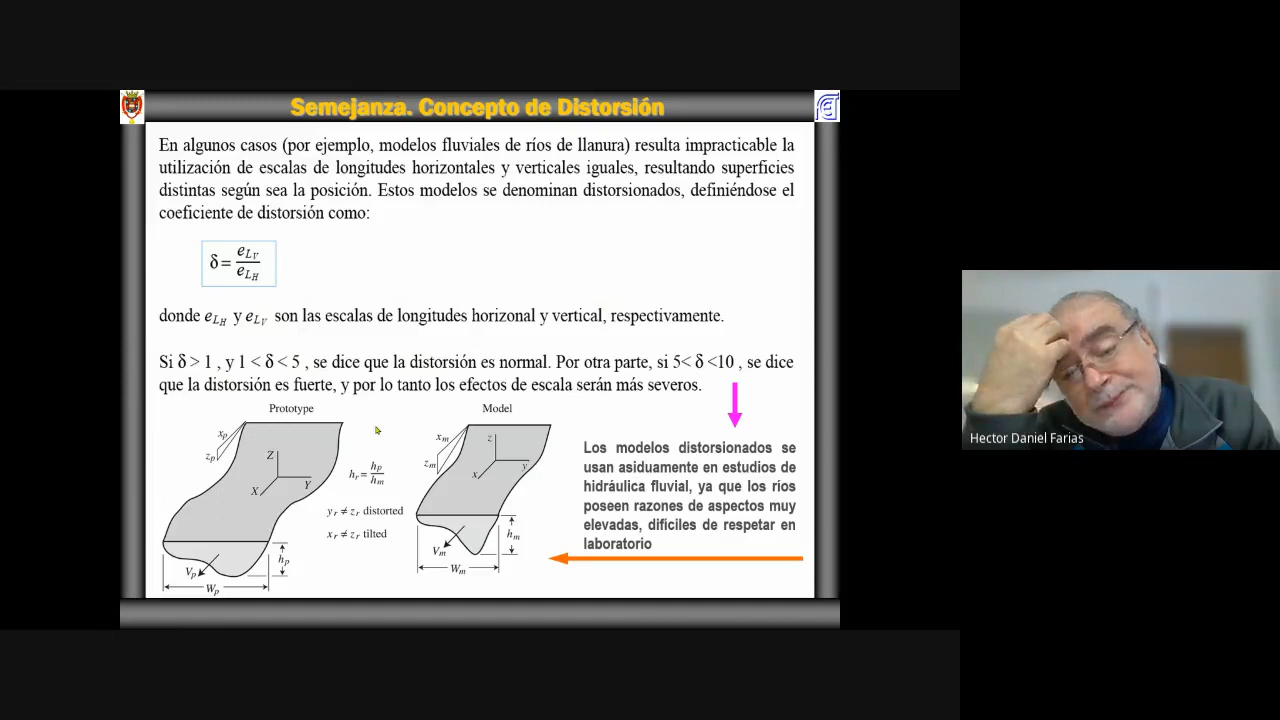 Semejanza. Concepto de Distorsión
En algunos casos (por ejemplo, modelos fluviales de ríos de llanura) resulta impracticable la
utilización de escalas de longitudes horizontales y verticales iguales, resultando superficies
distintas según sea la posición. Estos modelos se denominan distorsionados, definiéndose el
coeficiente de distorsión como:
δ = e_{L_V} / e_{L_H}
donde e_{L_H} y e_{L_V} son las escalas de longitudes horizonal y vertical, respectivamente.
Si δ > 1 , y 1 < δ < 5 , se dice que la distorsión es normal. Por otra parte, si 5< δ <10 , se dice
que la distorsión es fuerte, y por lo tanto los efectos de escala serán más severos.
Prototype
x_p
z_p
Z
X
Y
V_p
h_p
W_p
h_r = h_p / h_m
y_r ≠ z_r distorted
x_r ≠ z_r tilted
Model
x_m
z_m
z
x
y
V_m
h_m
W_m
Los modelos distorsionados se
usan asiduamente en estudios de
hidráulica fluvial, ya que los ríos
poseen razones de aspectos muy
elevadas, difíciles de respetar en
laboratorio
Hector Daniel Farias